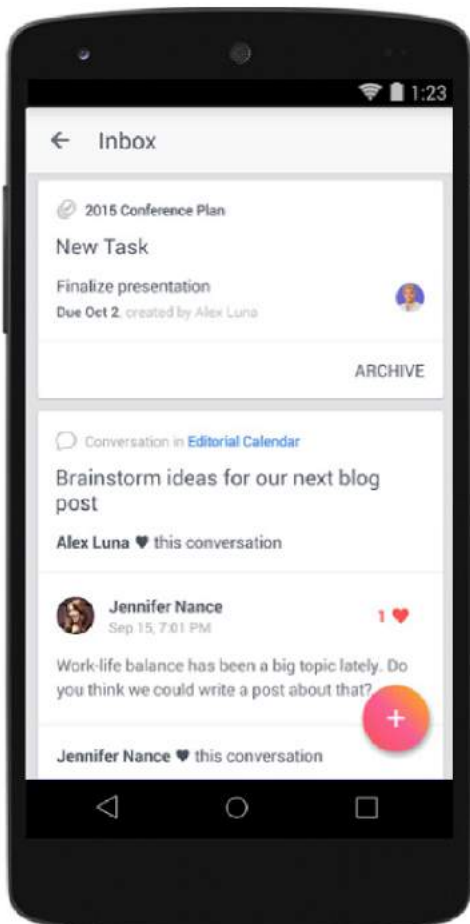 1:23
Inbox
2015 Conference Plan
New Task
Finalize presentation
Due Oct 2, created by Alex Luna
ARCHIVE
Conversation in Editorial Calendar
Brainstorm ideas for our next blog
post
Alex Luna ♥ this conversation
Jennifer Nance
1 ♥
Sep 15, 7:01 PM
Work-life balance has been a big topic lately. Do
you think we could write a post about that?
+
Jennifer Nance ♥ this conversation